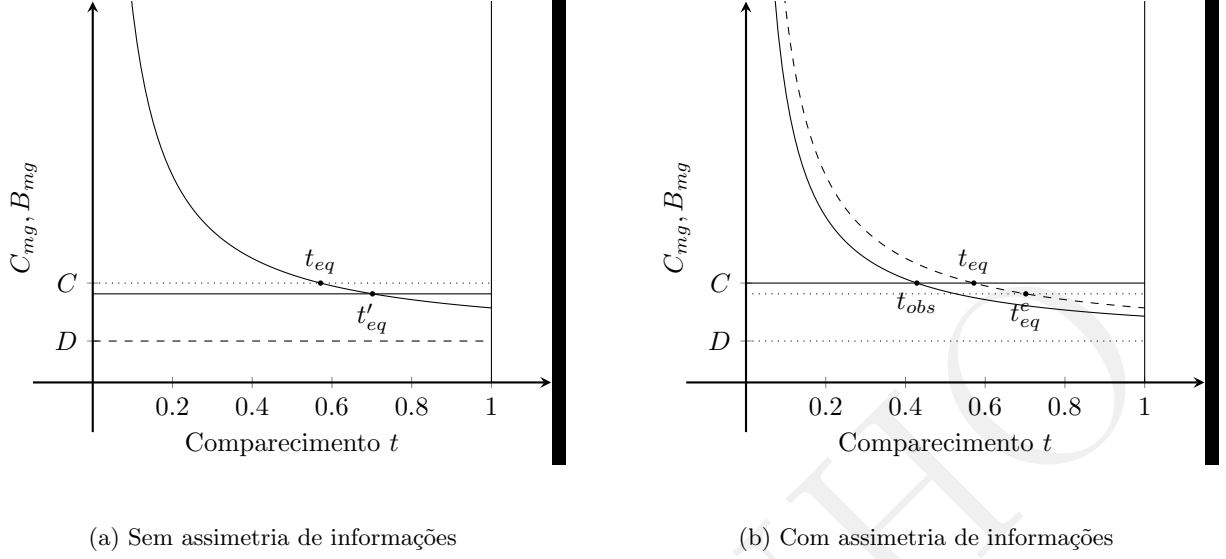 C_{mg}, B_{mg}
t_{eq}
C
t'_{eq}
D
0.2 0.4 0.6 0.8 1
Comparecimento t
(a) Sem assimetria de informações
C_{mg}, B_{mg}
t_{eq}
C
t_{obs} t^e_{eq}
D
0.2 0.4 0.6 0.8 1
Comparecimento t
(b) Com assimetria de informações